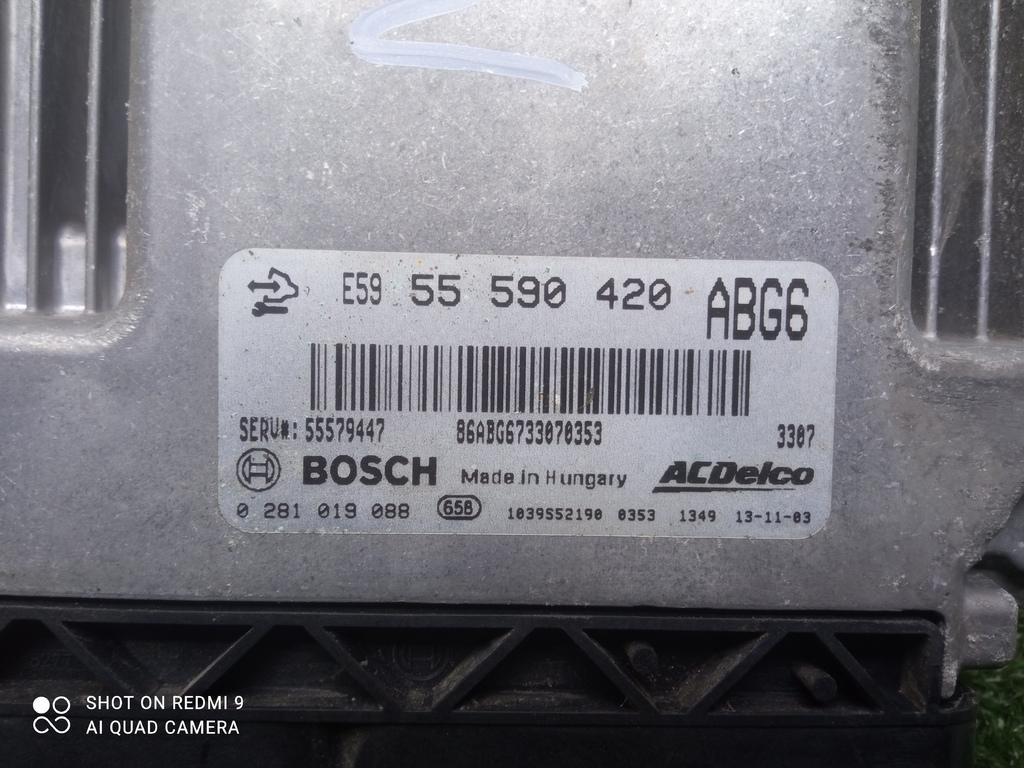 E59 55 590 420 ABG6
SERV#: 55579447 86ABG6733070353 3307
BOSCH Made in Hungary ACDelco
0 281 019 088 658 1039S52190 0353 1349 13-11-03
SHOT ON REDMI 9
AI QUAD CAMERA